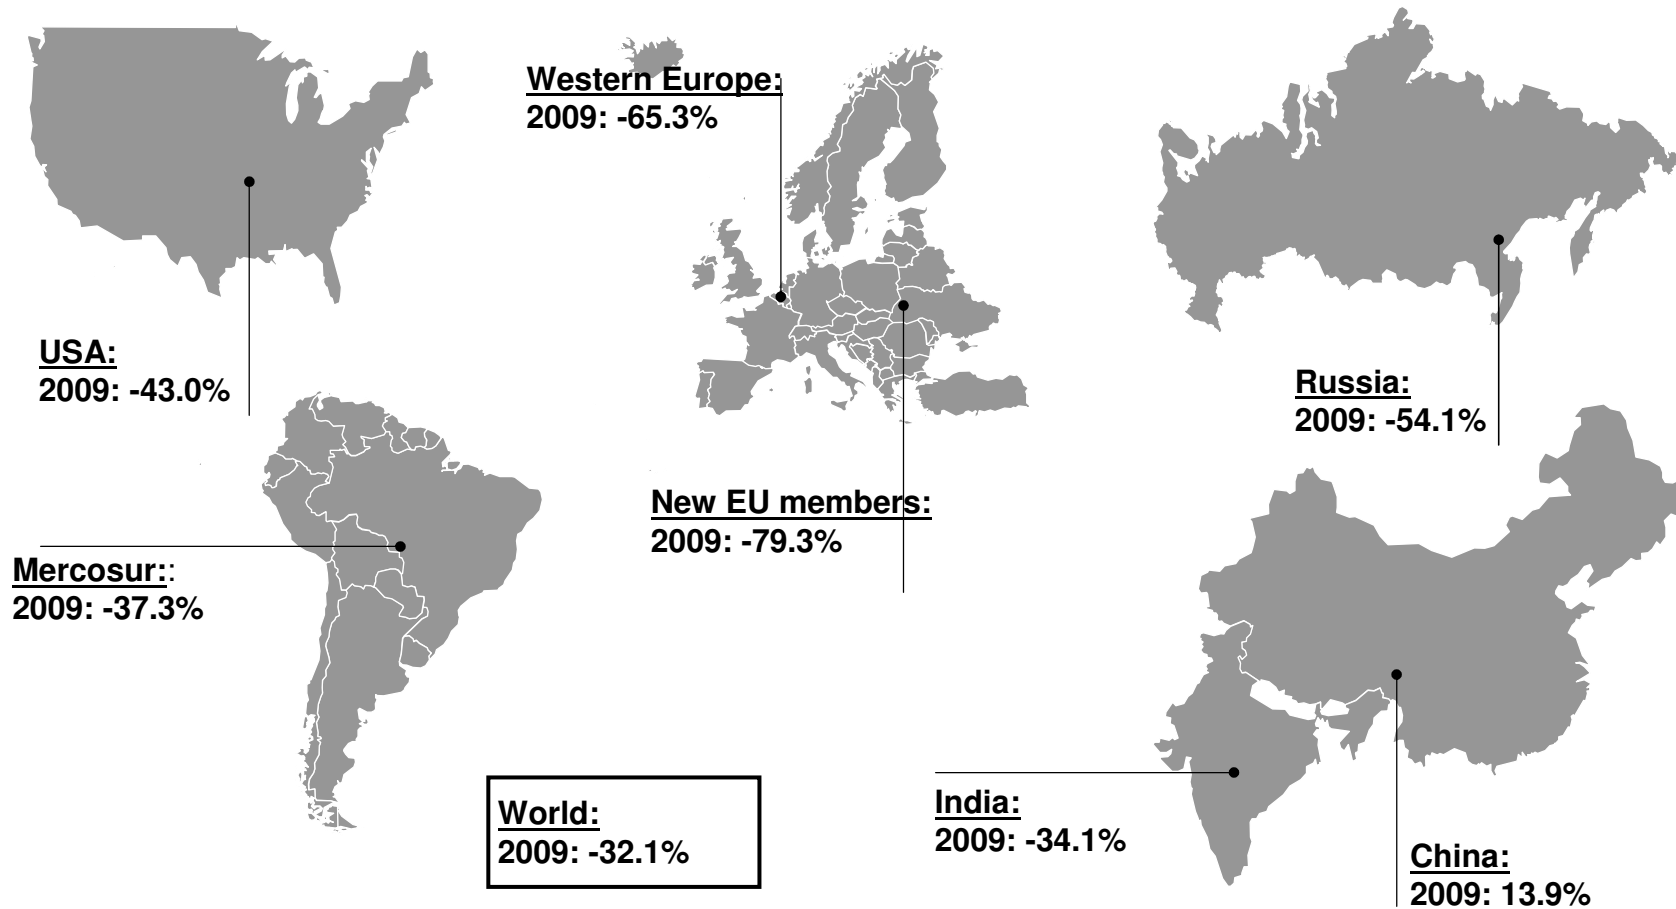 Western Europe:
2009: -65.3%
USA:
2009: -43.0%
Russia:
2009: -54.1%
New EU members:
2009: -79.3%
Mercosur::
2009: -37.3%
World:
2009: -32.1%
India:
2009: -34.1%
China:
2009: 13.9%